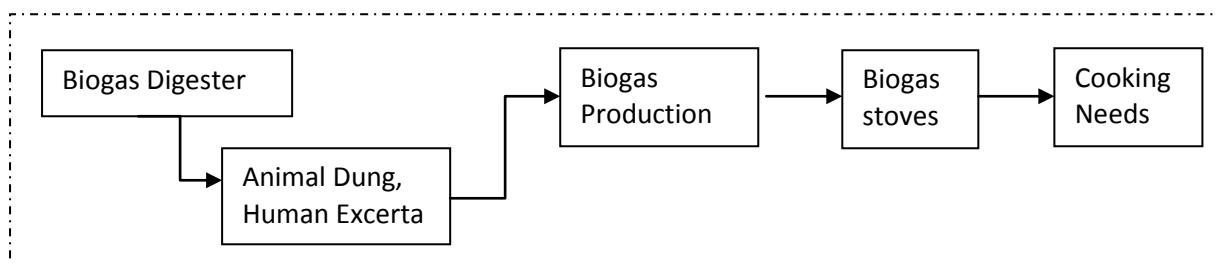 Biogas Digester
Animal Dung,
Human Excerta
Biogas
Production
Biogas
stoves
Cooking
Needs